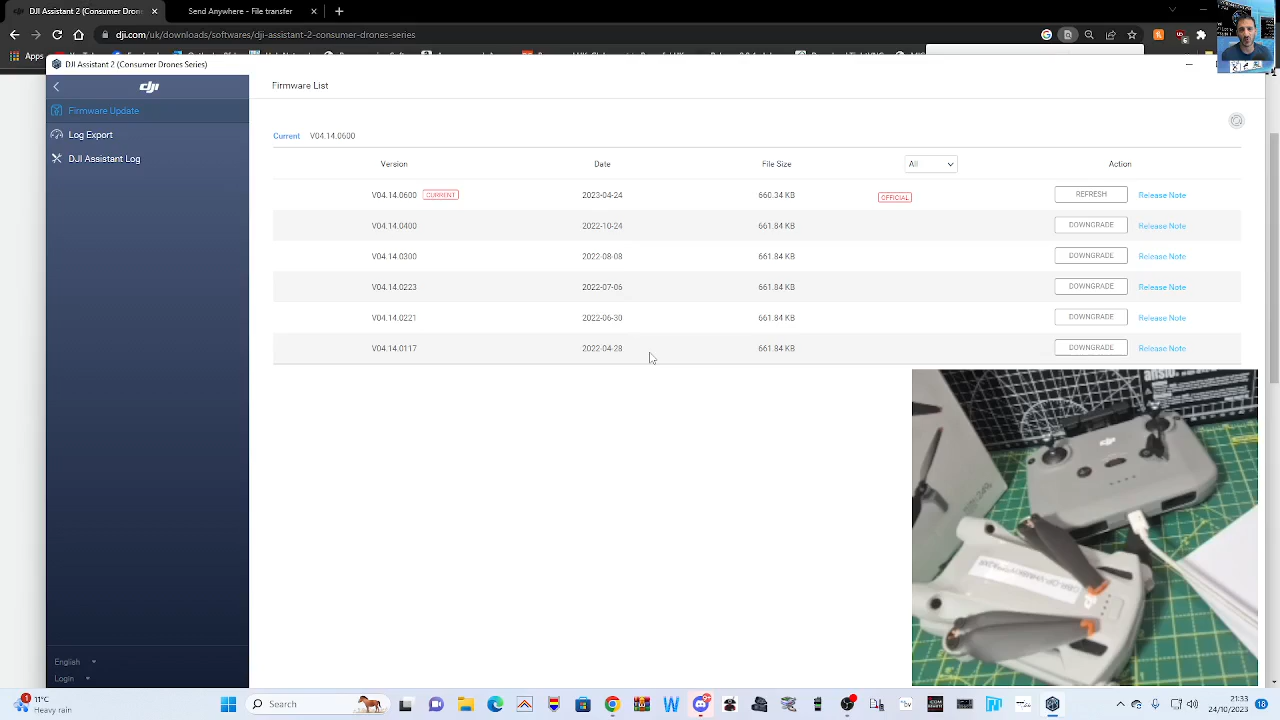 DJI Assistant 2 (Consumer Drones
Send Anywhere - File transfer
dji.com/uk/downloads/softwares/dji-assistant-2-consumer-drones-series
DJI Assistant 2 (Consumer Drones Series)
dji
Firmware List
Firmware Update
Log Export
DJI Assistant Log
Current V04.14.0600
Version Date File Size All Action
V04.14.0600 CURRENT 2023-04-24 660.34 KB OFFICIAL REFRESH Release Note
V04.14.0400 2022-10-24 661.84 KB DOWNGRADE Release Note
V04.14.0300 2022-08-08 661.84 KB DOWNGRADE Release Note
V04.14.0223 2022-07-06 661.84 KB DOWNGRADE Release Note
V04.14.0221 2022-06-30 661.84 KB DOWNGRADE Release Note
V04.14.0117 2022-04-28 661.84 KB DOWNGRADE Release Note
English
Login
11°C
Heavy rain
Search
21:33
24/10/2023
18